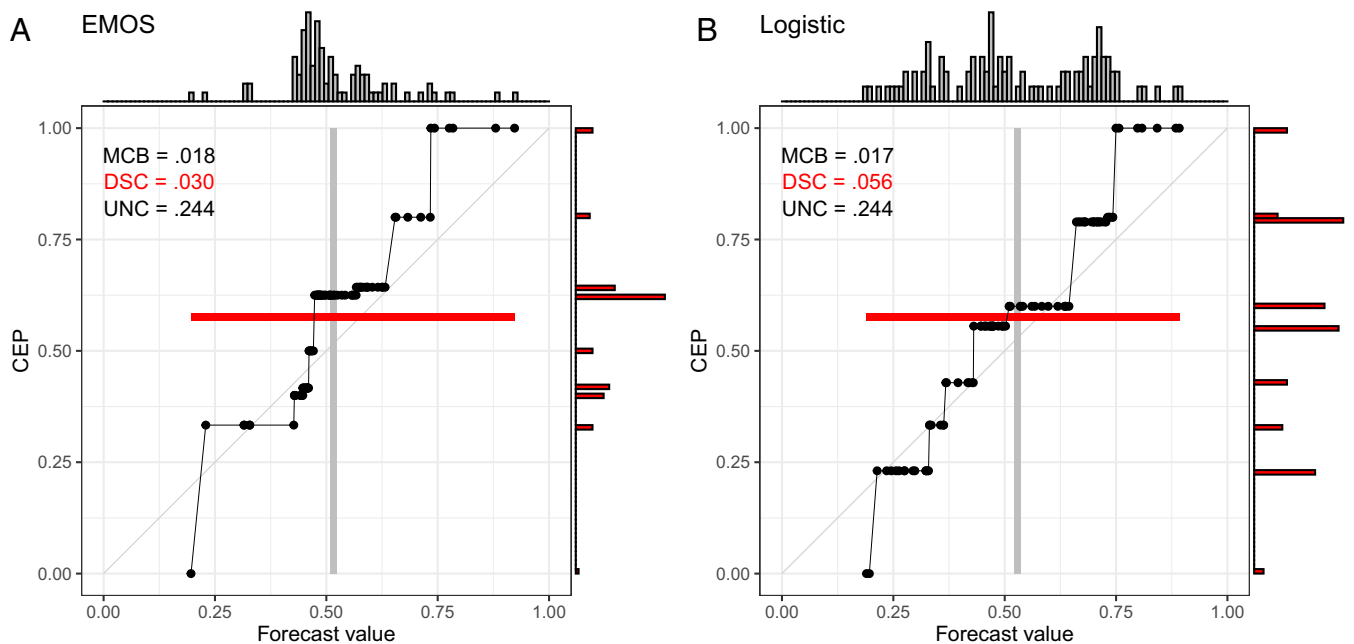 A
EMOS
MCB = .018
DSC = .030
UNC = .244
1.00
0.75
0.50
0.25
0.00
CEP
0.00 0.25 0.50 0.75 1.00
Forecast value
B
Logistic
MCB = .017
DSC = .056
UNC = .244
1.00
0.75
0.50
0.25
0.00
CEP
0.00 0.25 0.50 0.75 1.00
Forecast value